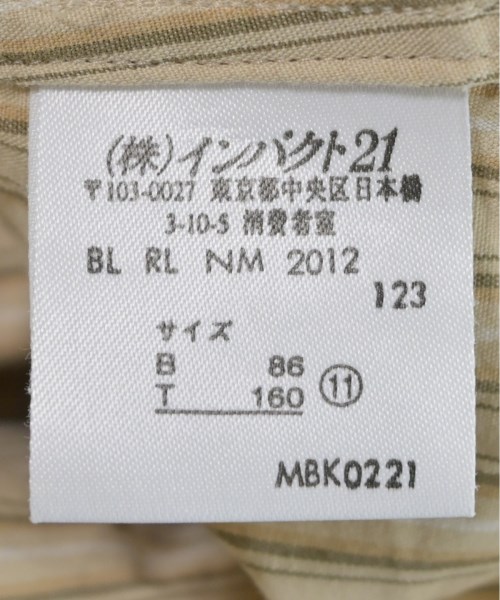 (株)インパクト21
〒103-0027 東京都中央区日本橋
3-10-5 消費者室
BL RL NM 2012
123
サイズ
B 86
T 160 ⑪
MBK0221